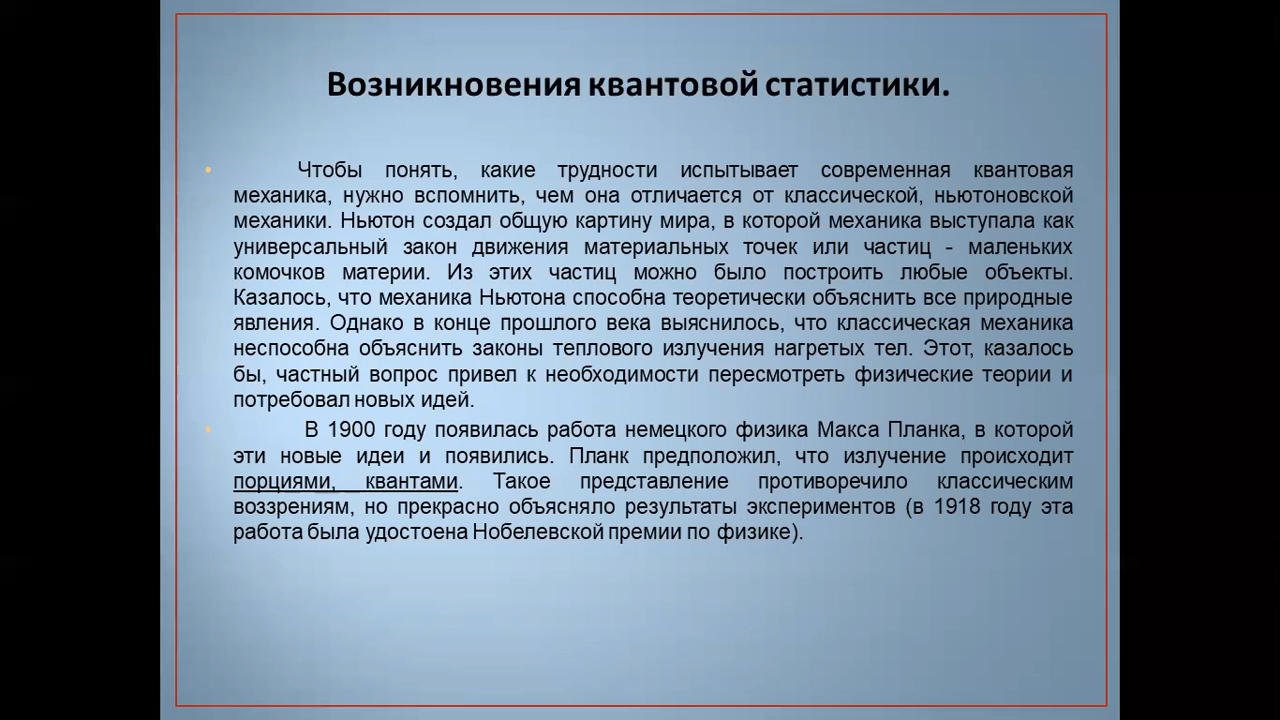 Возникновения квантовой статистики.
Чтобы понять, какие трудности испытывает современная квантовая
механика, нужно вспомнить, чем она отличается от классической, ньютоновской
механики. Ньютон создал общую картину мира, в которой механика выступала как
универсальный закон движения материальных точек или частиц - маленьких
комочков материи. Из этих частиц можно было построить любые объекты.
Казалось, что механика Ньютона способна теоретически объяснить все природные
явления. Однако в конце прошлого века выяснилось, что классическая механика
неспособна объяснить законы теплового излучения нагретых тел. Этот, казалось
бы, частный вопрос привел к необходимости пересмотреть физические теории и
потребовал новых идей.
В 1900 году появилась работа немецкого физика Макса Планка, в которой
эти новые идеи и появились. Планк предположил, что излучение происходит
порциями, квантами. Такое представление противоречило классическим
воззрениям, но прекрасно объясняло результаты экспериментов (в 1918 году эта
работа была удостоена Нобелевской премии по физике).